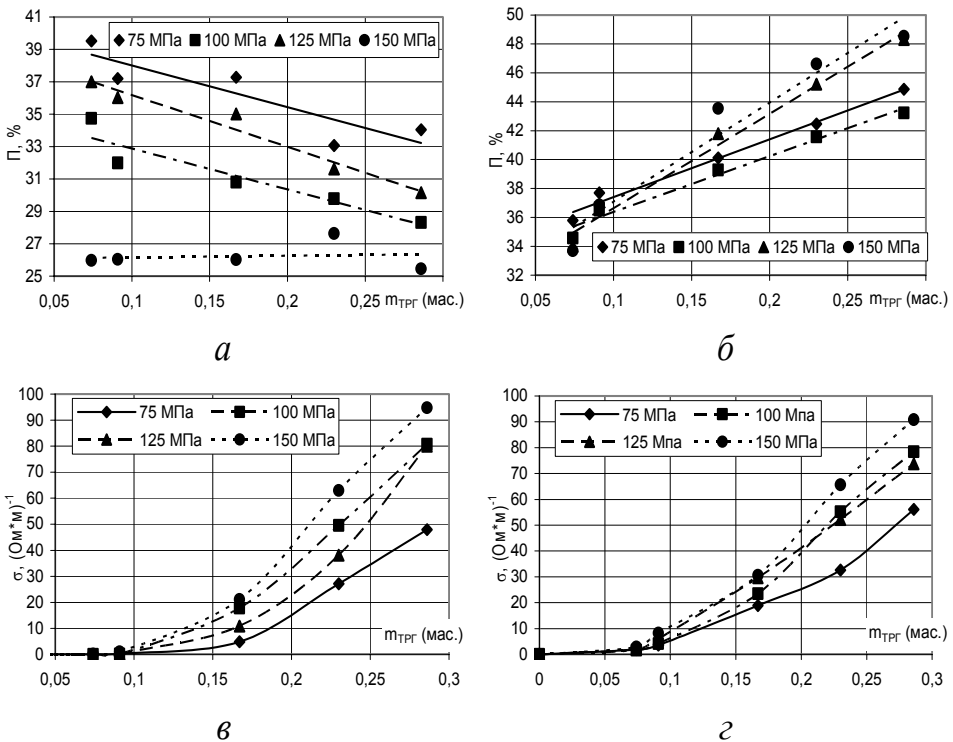 П, %
41
39
37
35
33
31
29
27
25
75 МПа 100 МПа 125 МПа 150 МПа
0,05 0,1 0,15 0,2 0,25 mТРГ (мас.) 0,3
а
П, %
50
48
46
44
42
40
38
36
34
32
75 МПа 100 МПа 125 МПа 150 МПа
0,05 0,1 0,15 0,2 0,25 mТРГ (мас.) 0,3
б
σ, (Ом*м)-1
100
90
80
70
60
50
40
30
20
10
0
75 МПа 100 МПа
125 МПа 150 МПа
mТРГ (мас.)
0,05 0,1 0,15 0,2 0,25 0,3
в
σ, (Ом*м)-1
100
90
80
70
60
50
40
30
20
10
0
75 МПа 100 Мпа
125 Мпа 150 МПа
mТРГ (мас.)
0 0,05 0,1 0,15 0,2 0,25 0,3
г